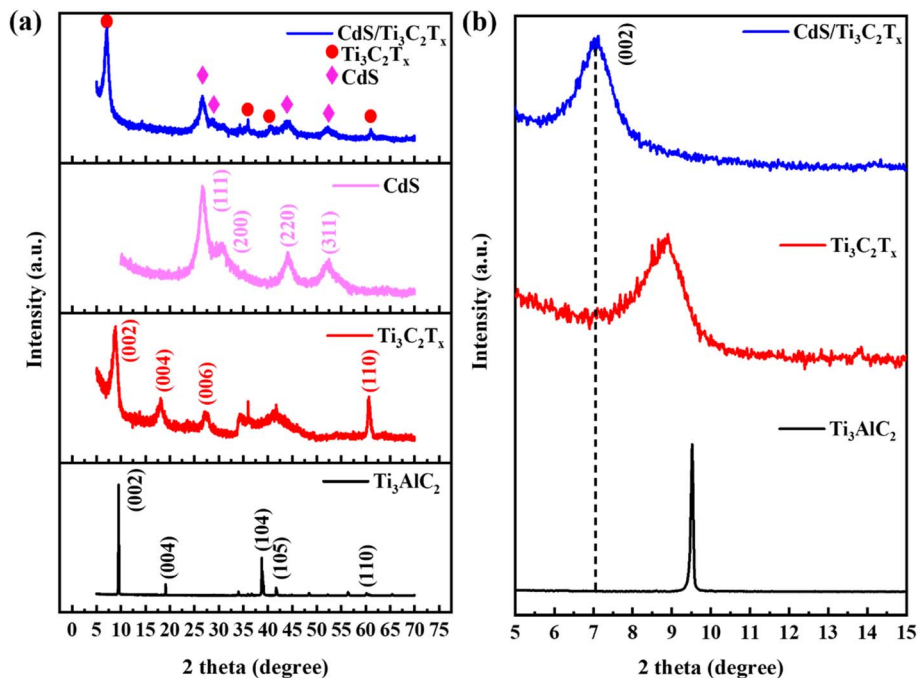 (a)
CdS/Ti₃C₂Tₓ
Ti₃C₂Tₓ
CdS
CdS
(111)
(200)
(220)
(311)
Ti₃C₂Tₓ
(002)
(004)
(006)
(110)
Ti₃AlC₂
(002)
(004)
(104)
(105)
(110)
0 5 10 15 20 25 30 35 40 45 50 55 60 65 70 75
2 theta (degree)
Intensity (a.u.)
(b)
CdS/Ti₃C₂Tₓ
(002)
Ti₃C₂Tₓ
Ti₃AlC₂
5 6 7 8 9 10 11 12 13 14 15
2 theta (degree)
Intensity (a.u.)